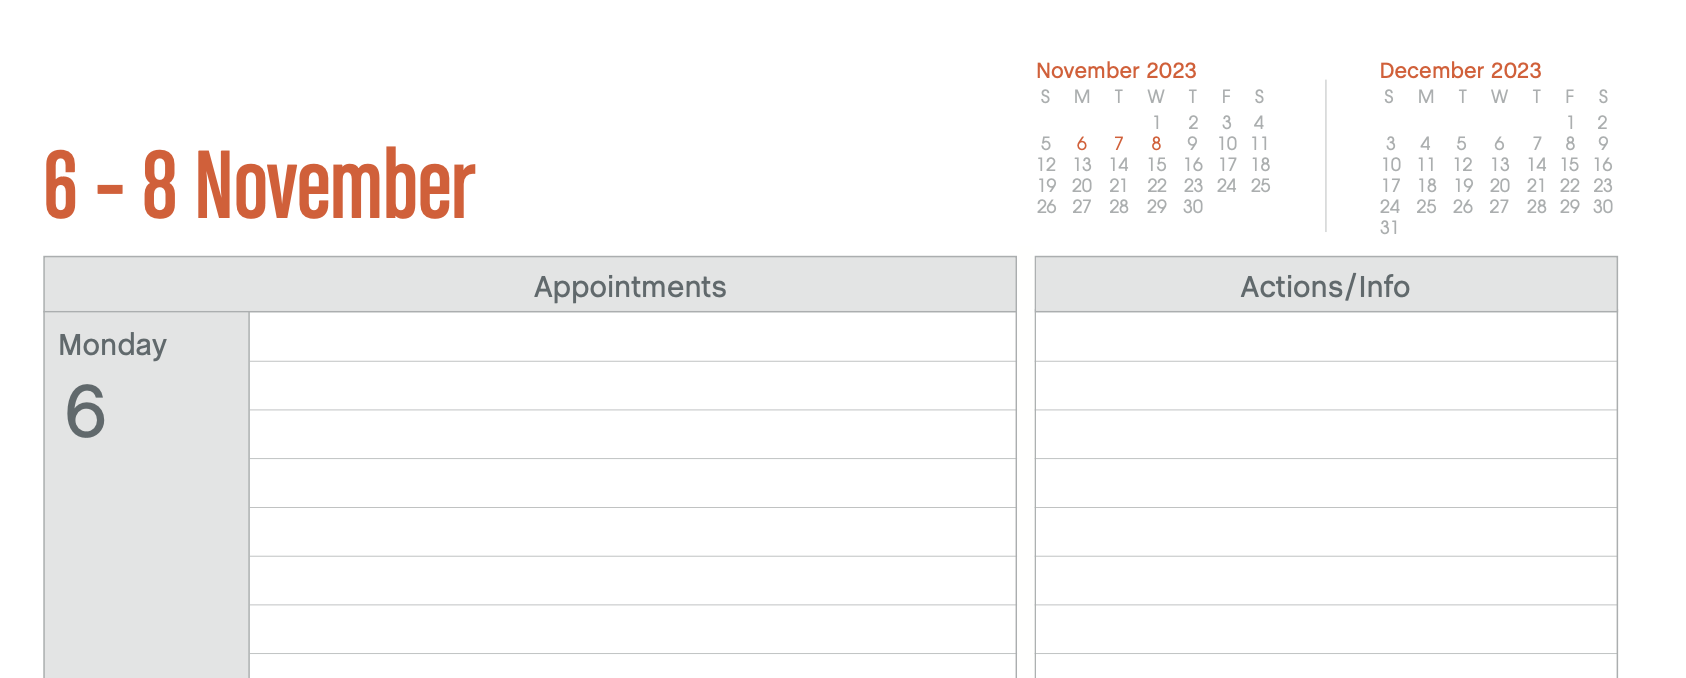 6 – 8 November
November 2023
S M T W T F S
1 2 3 4
5 6 7 8 9 10 11
12 13 14 15 16 17 18
19 20 21 22 23 24 25
26 27 28 29 30
December 2023
S M T W T F S
1 2
3 4 5 6 7 8 9
10 11 12 13 14 15 16
17 18 19 20 21 22 23
24 25 26 27 28 29 30
31
Appointments
Actions/Info
Monday
6